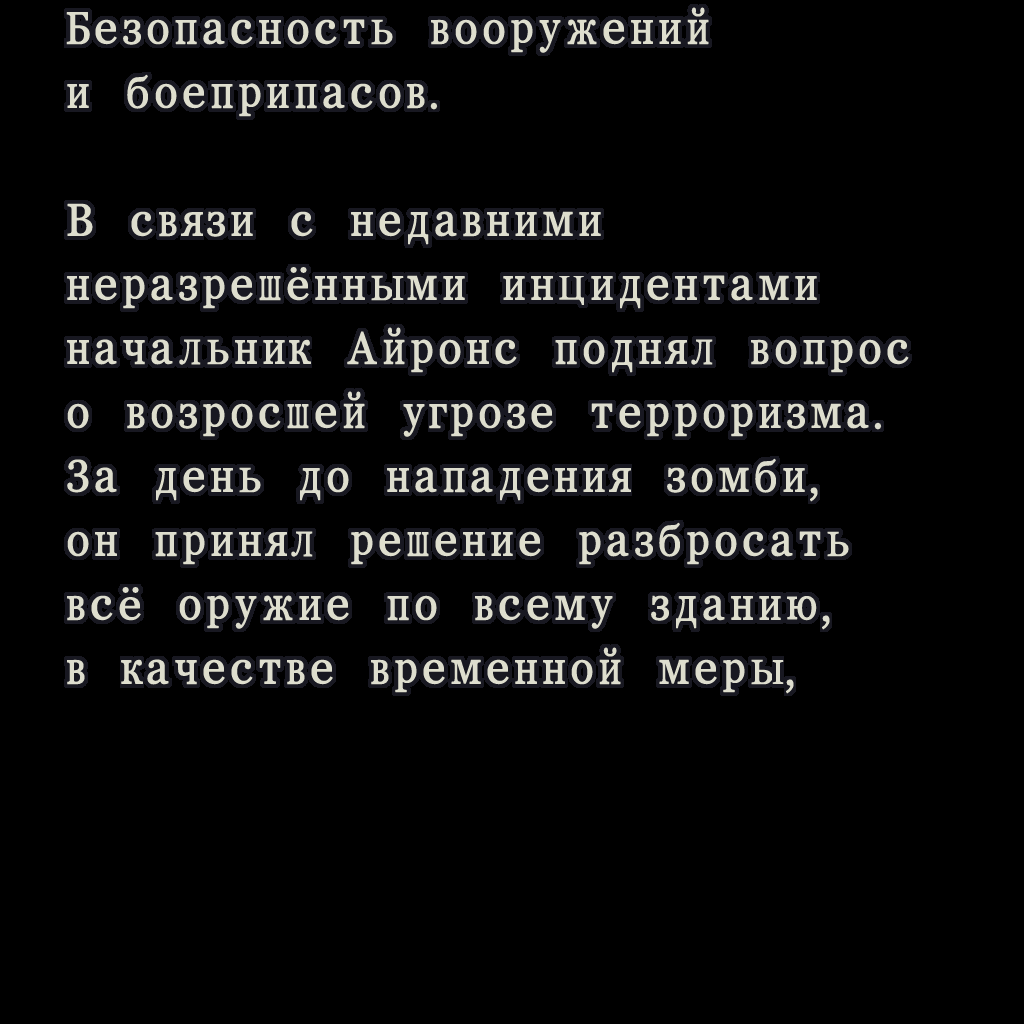 Безопасность вооружений
и боеприпасов.
В связи с недавними
неразрешёнными инцидентами
начальник Айронс поднял вопрос
о возросшей угрозе терроризма.
За день до нападения зомби,
он принял решение разбросать
всё оружие по всему зданию,
в качестве временной меры,